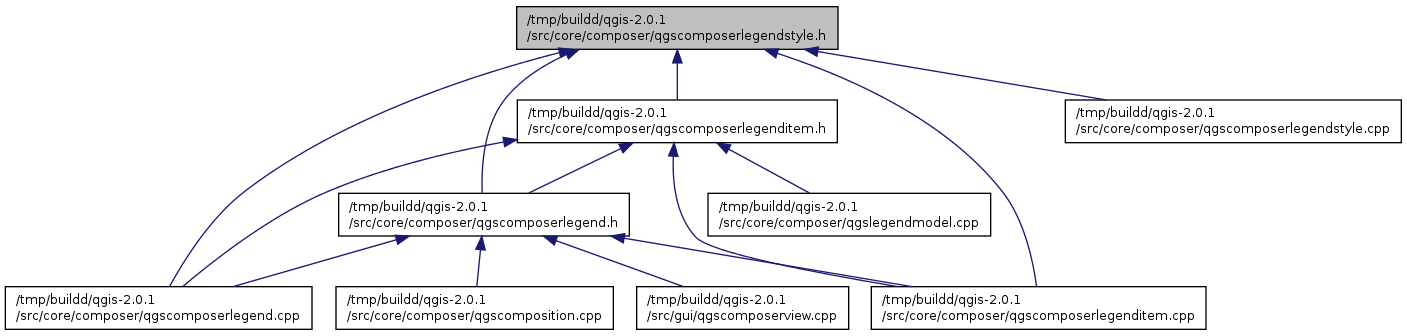 /tmp/buildd/qgis-2.0.1
/src/core/composer/qgscomposerlegendstyle.h
/tmp/buildd/qgis-2.0.1
/src/core/composer/qgscomposerlegenditem.h
/tmp/buildd/qgis-2.0.1
/src/core/composer/qgscomposerlegendstyle.cpp
/tmp/buildd/qgis-2.0.1
/src/core/composer/qgscomposerlegend.h
/tmp/buildd/qgis-2.0.1
/src/core/composer/qgslegendmodel.cpp
/tmp/buildd/qgis-2.0.1
/src/core/composer/qgscomposerlegend.cpp
/tmp/buildd/qgis-2.0.1
/src/core/composer/qgscomposition.cpp
/tmp/buildd/qgis-2.0.1
/src/gui/qgscomposerview.cpp
/tmp/buildd/qgis-2.0.1
/src/core/composer/qgscomposerlegenditem.cpp